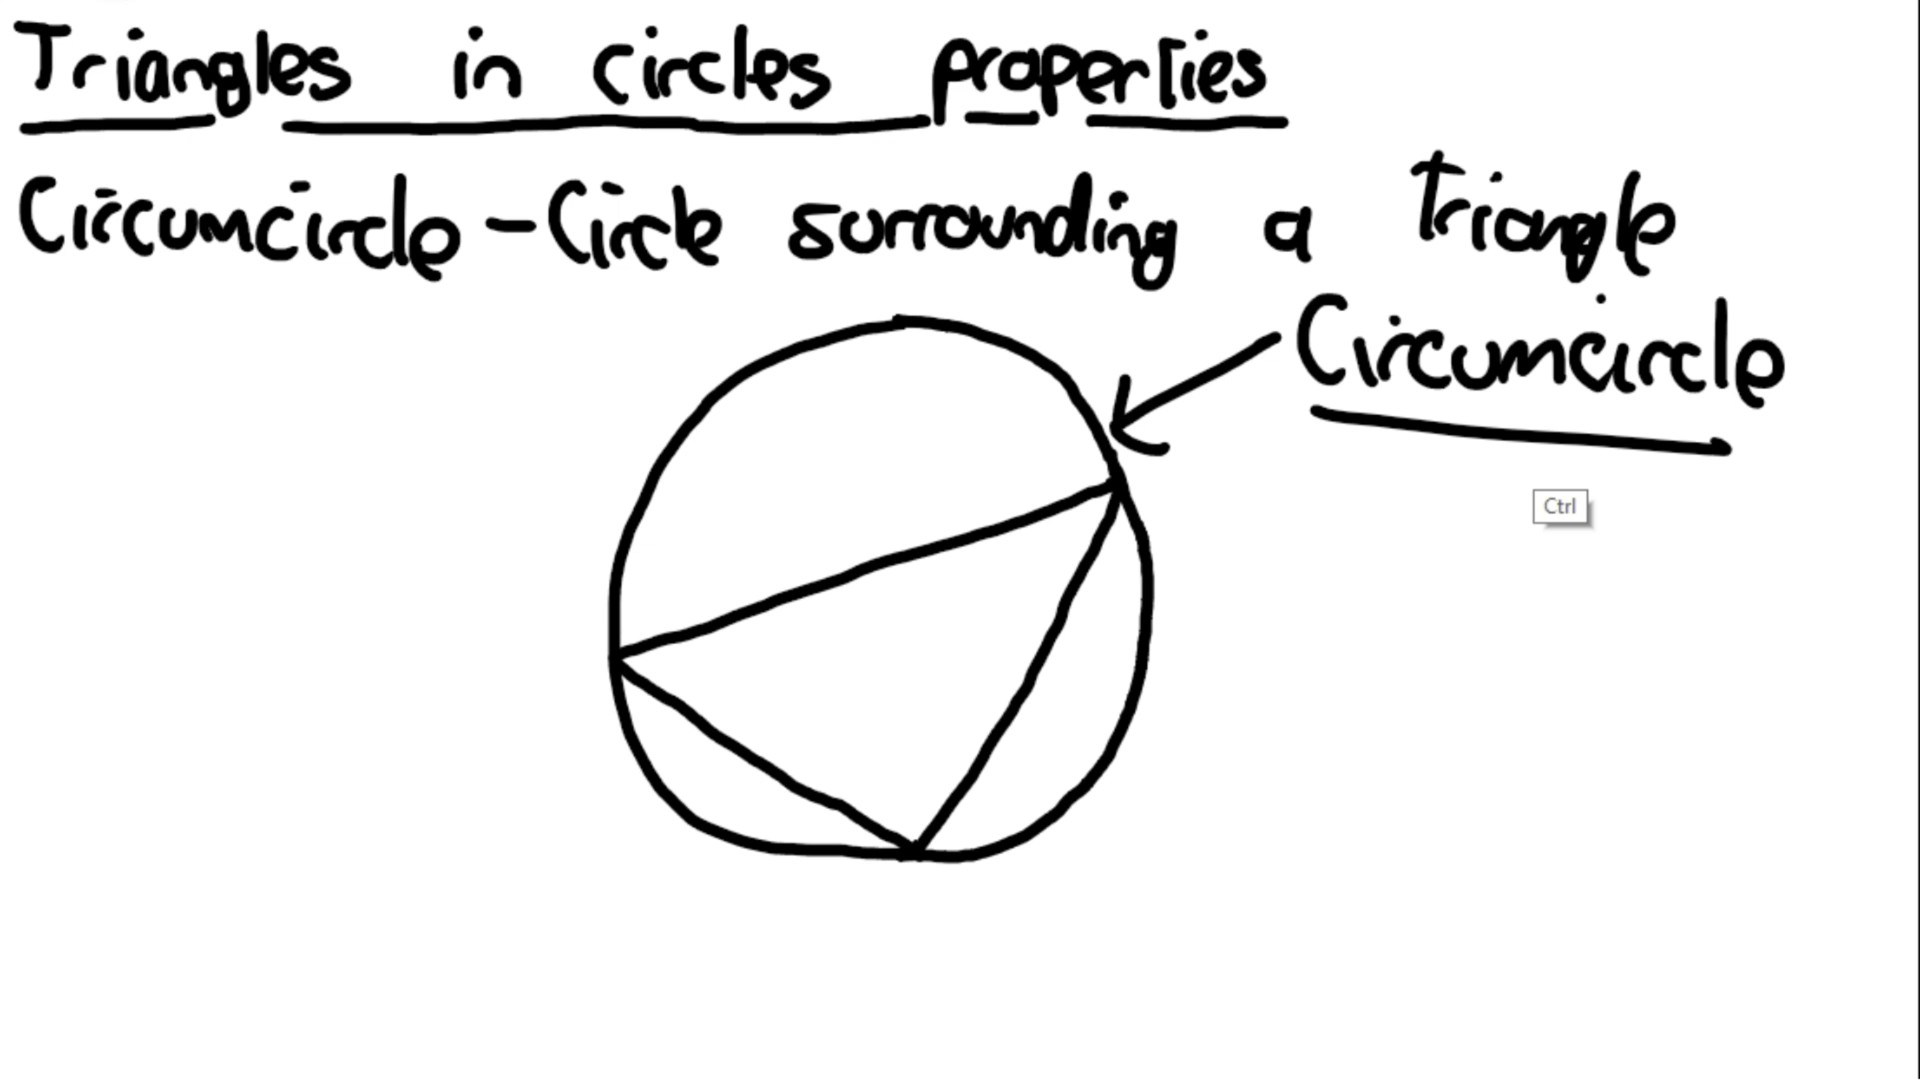 Triangles in circles properties
Circumcircle - Circle surrounding a triangle
Circumcircle
Ctrl